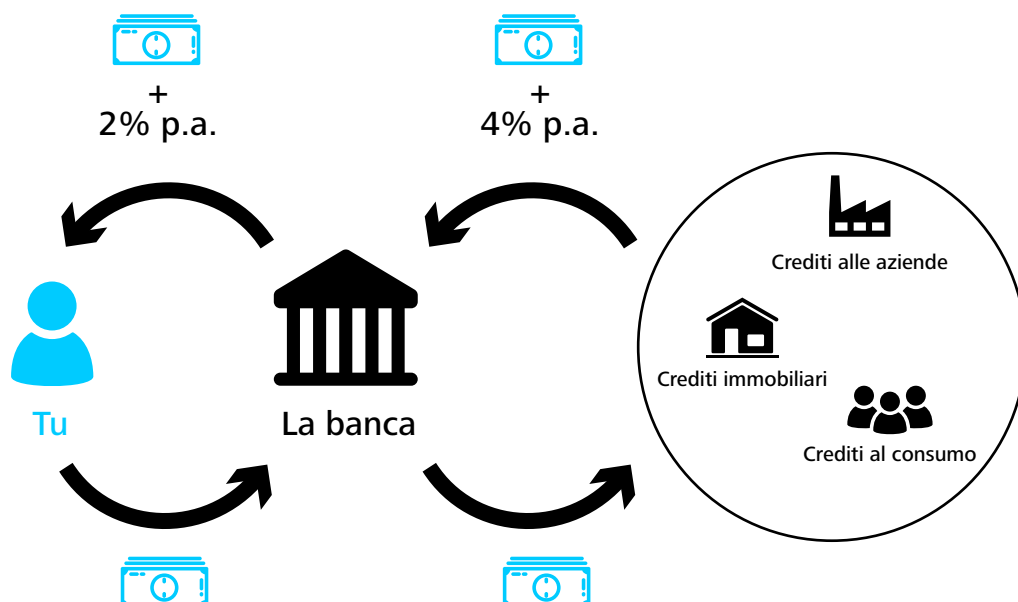 +
2% p.a.
+
4% p.a.
Crediti alle aziende
Crediti immobiliari
Crediti al consumo
Tu
La banca